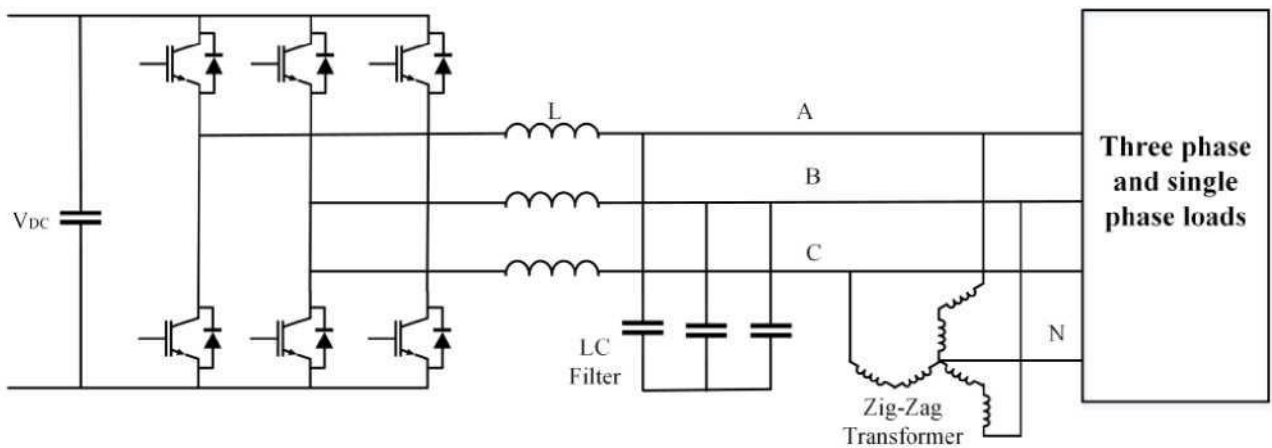 L
A
B
C
N
VDC
LC
Filter
Zig-Zag
Transformer
Three phase
and single
phase loads